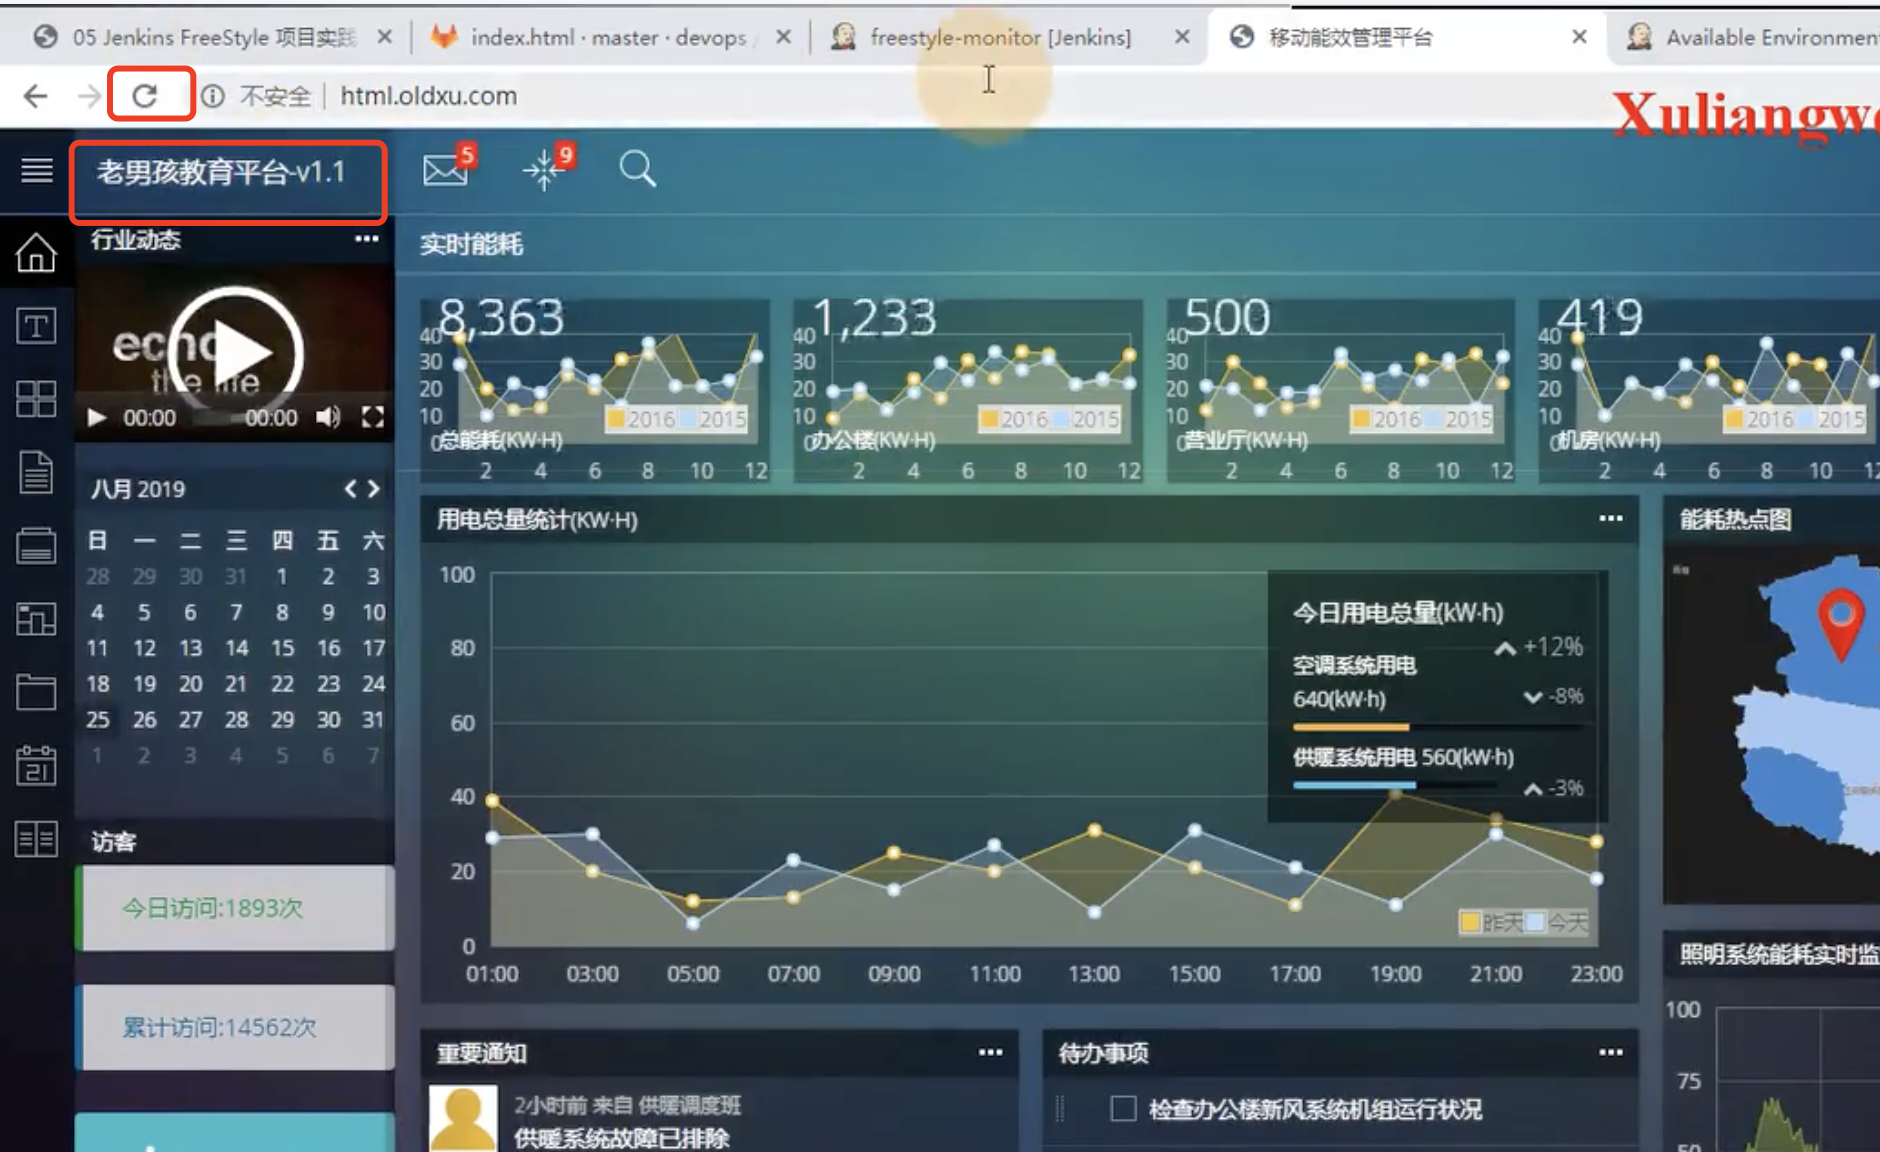 05 Jenkins FreeStyle 项目实践
index.html · master · devops
freestyle-monitor [Jenkins]
移动能效管理平台
Available Environmen
不安全
html.oldxu.com
Xuliangwe
老男孩教育平台-v1.1
5
9
行业动态
实时能耗
echo
the life
00:00
00:00
8,363
40
30
20
10
0
2016 2015
总能耗(KW·H)
2 4 6 8 10 12
1,233
40
30
20
10
0
2016 2015
办公楼(KW·H)
2 4 6 8 10 12
500
40
30
20
10
0
2016 2015
营业厅(KW·H)
2 4 6 8 10 12
419
40
30
20
10
0
2016 2015
机房(KW·H)
2 4 6 8 10 12
八月 2019
日 一 二 三 四 五 六
28 29 30 31 1 2 3
4 5 6 7 8 9 10
11 12 13 14 15 16 17
18 19 20 21 22 23 24
25 26 27 28 29 30 31
1 2 3 4 5 6 7
21
访客
今日访问:1893次
累计访问:14562次
用电总量统计(KW·H)
100
80
60
40
20
0
01:00 03:00 05:00 07:00 09:00 11:00 13:00 15:00 17:00 19:00 21:00 23:00
今日用电总量(kW·h)
+12%
空调系统用电
640(kW·h)
-8%
供暖系统用电 560(kW·h)
-3%
昨天 今天
能耗热点图
照明系统能耗实时监
100
75
50
重要通知
2小时前 来自 供暖调度班
供暖系统故障已排除
待办事项
检查办公楼新风系统机组运行状况